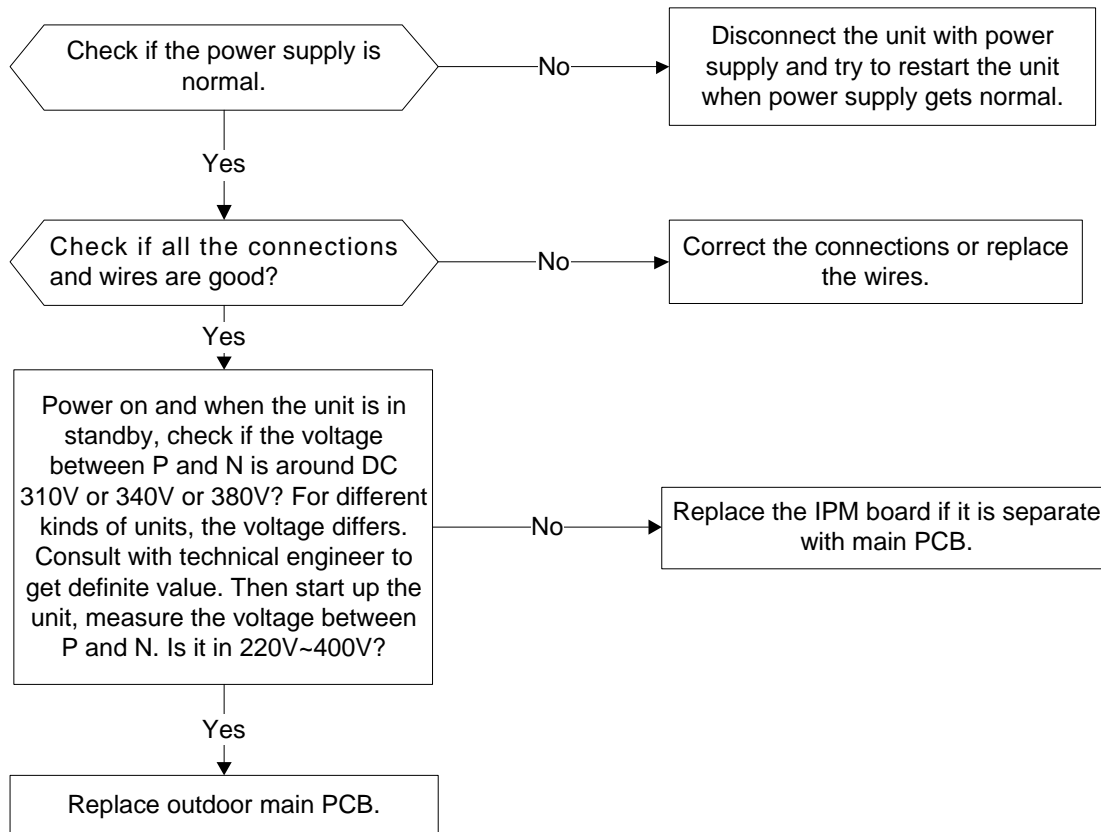 Check if the power supply is
normal.
No
Disconnect the unit with power
supply and try to restart the unit
when power supply gets normal.
Yes
Check if all the connections
and wires are good?
No
Correct the connections or replace
the wires.
Yes
Power on and when the unit is in
standby, check if the voltage
between P and N is around DC
310V or 340V or 380V? For different
kinds of units, the voltage differs.
Consult with technical engineer to
get definite value. Then start up the
unit, measure the voltage between
P and N. Is it in 220V~400V?
No
Replace the IPM board if it is separate
with main PCB.
Yes
Replace outdoor main PCB.